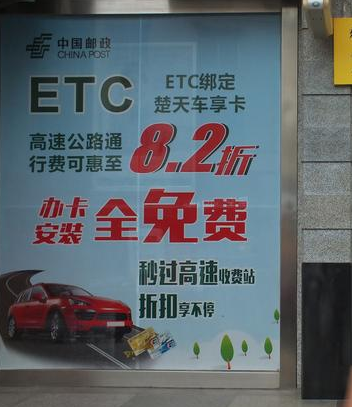 中国邮政
CHINA POST
ETC
ETC绑定
楚天车享卡
高速公路通
行费可惠至
8.2折
办卡
安装
全免费
秒过高速收费站
折扣享不停